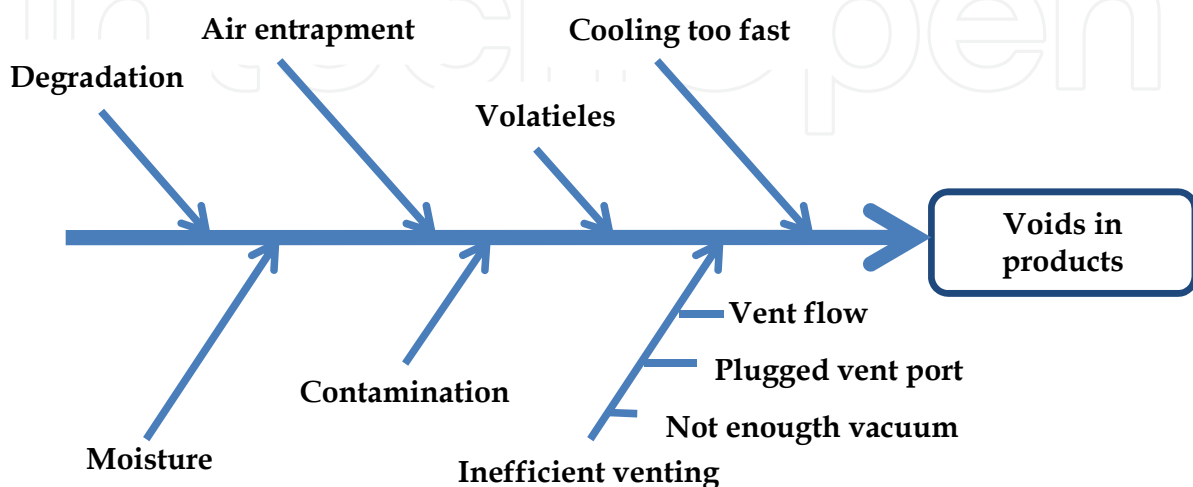 Air entrapment
Cooling too fast
Degradation
Volatieles
Voids in
products
Vent flow
Plugged vent port
Contamination
Not enougth vacuum
Moisture
Inefficient venting